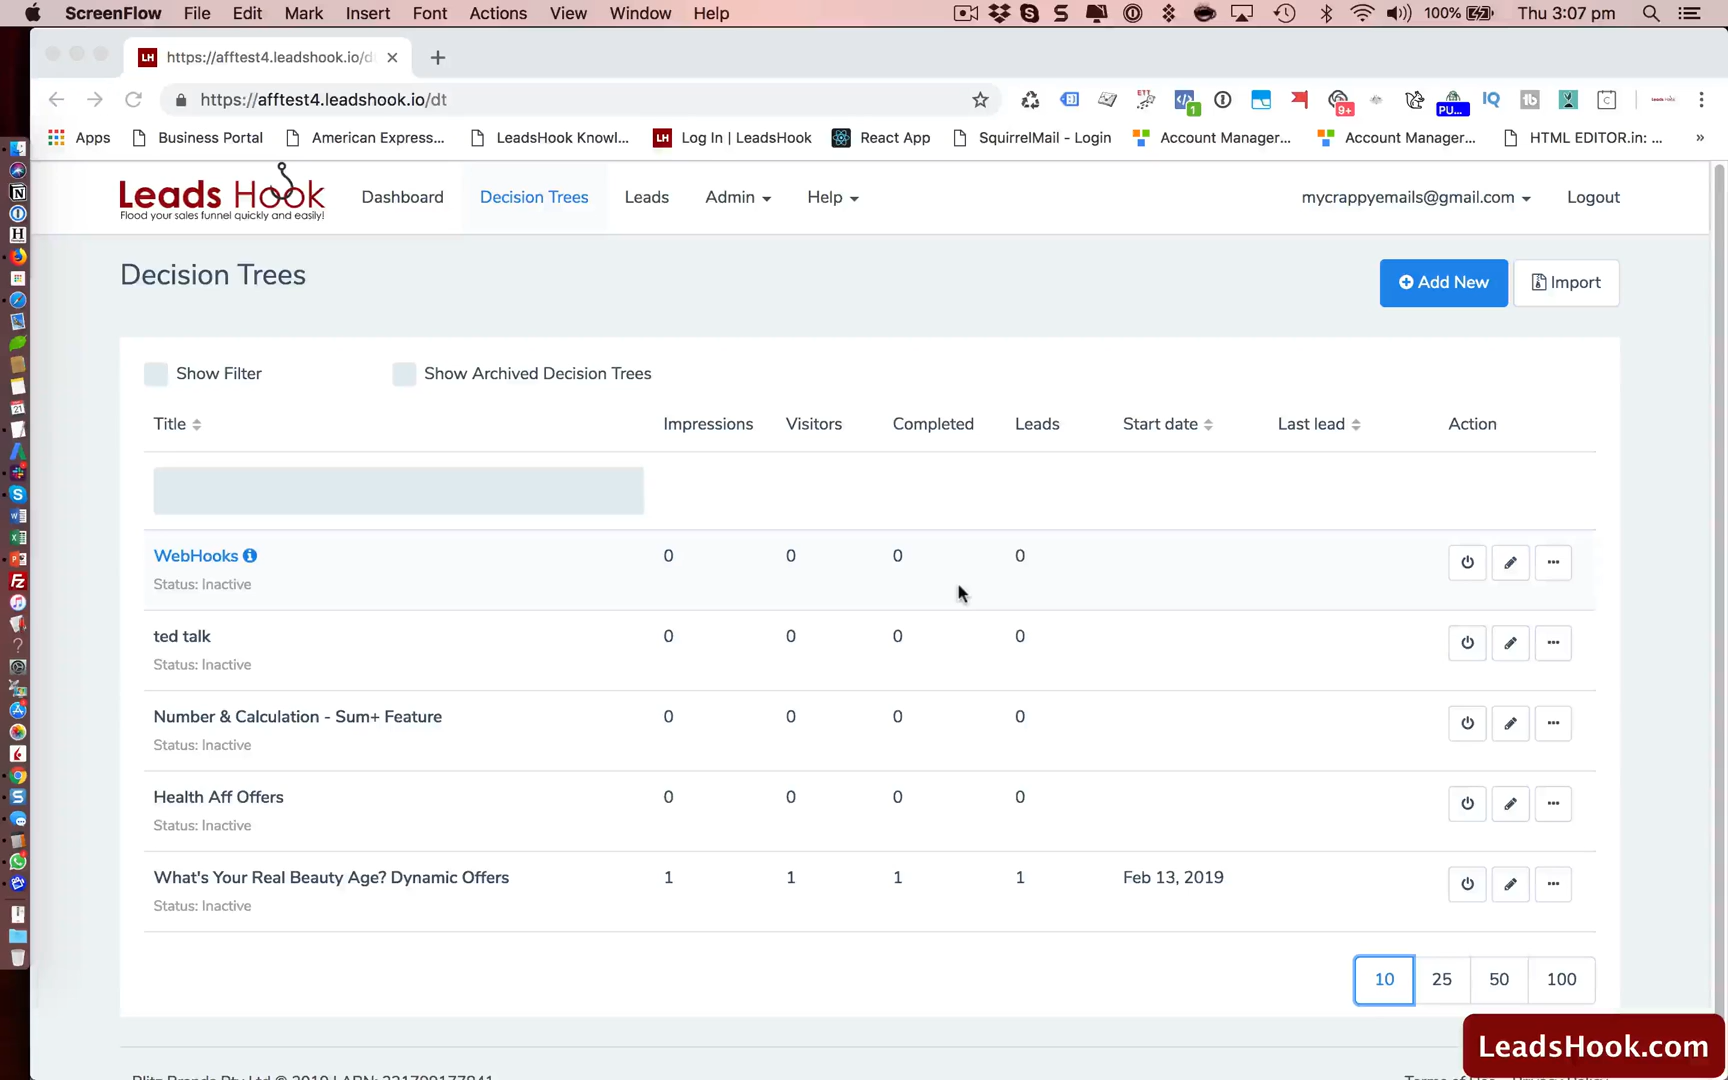 ScreenFlow File Edit Mark Insert Font Actions View Window Help 100% Thu 3:07 pm
LH https://afftest4.leadshook.io/d
https://afftest4.leadshook.io/dt
Apps Business Portal American Express... LeadsHook Knowl... LH Log In | LeadsHook React App SquirrelMail - Login Account Manager... Account Manager... HTML EDITOR.in: ... »
Leads Hook
Flood your sales funnel quickly and easily!
Dashboard Decision Trees Leads Admin Help mycrappyemails@gmail.com Logout
Decision Trees
Add New Import
Show Filter Show Archived Decision Trees
Title Impressions Visitors Completed Leads Start date Last lead Action
WebHooks 0 0 0 0
Status: Inactive
ted talk 0 0 0 0
Status: Inactive
Number & Calculation - Sum+ Feature 0 0 0 0
Status: Inactive
Health Aff Offers 0 0 0 0
Status: Inactive
What's Your Real Beauty Age? Dynamic Offers 1 1 1 1 Feb 13, 2019
Status: Inactive
10 25 50 100
LeadsHook.com